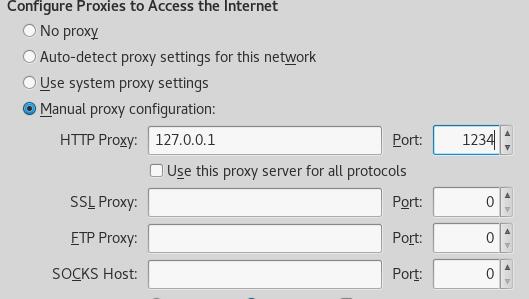 Configure Proxies to Access the Internet
No proxy
Auto-detect proxy settings for this network
Use system proxy settings
Manual proxy configuration:
HTTP Proxy: 127.0.0.1 Port: 1234
Use this proxy server for all protocols
SSL Proxy: Port: 0
FTP Proxy: Port: 0
SOCKS Host: Port: 0